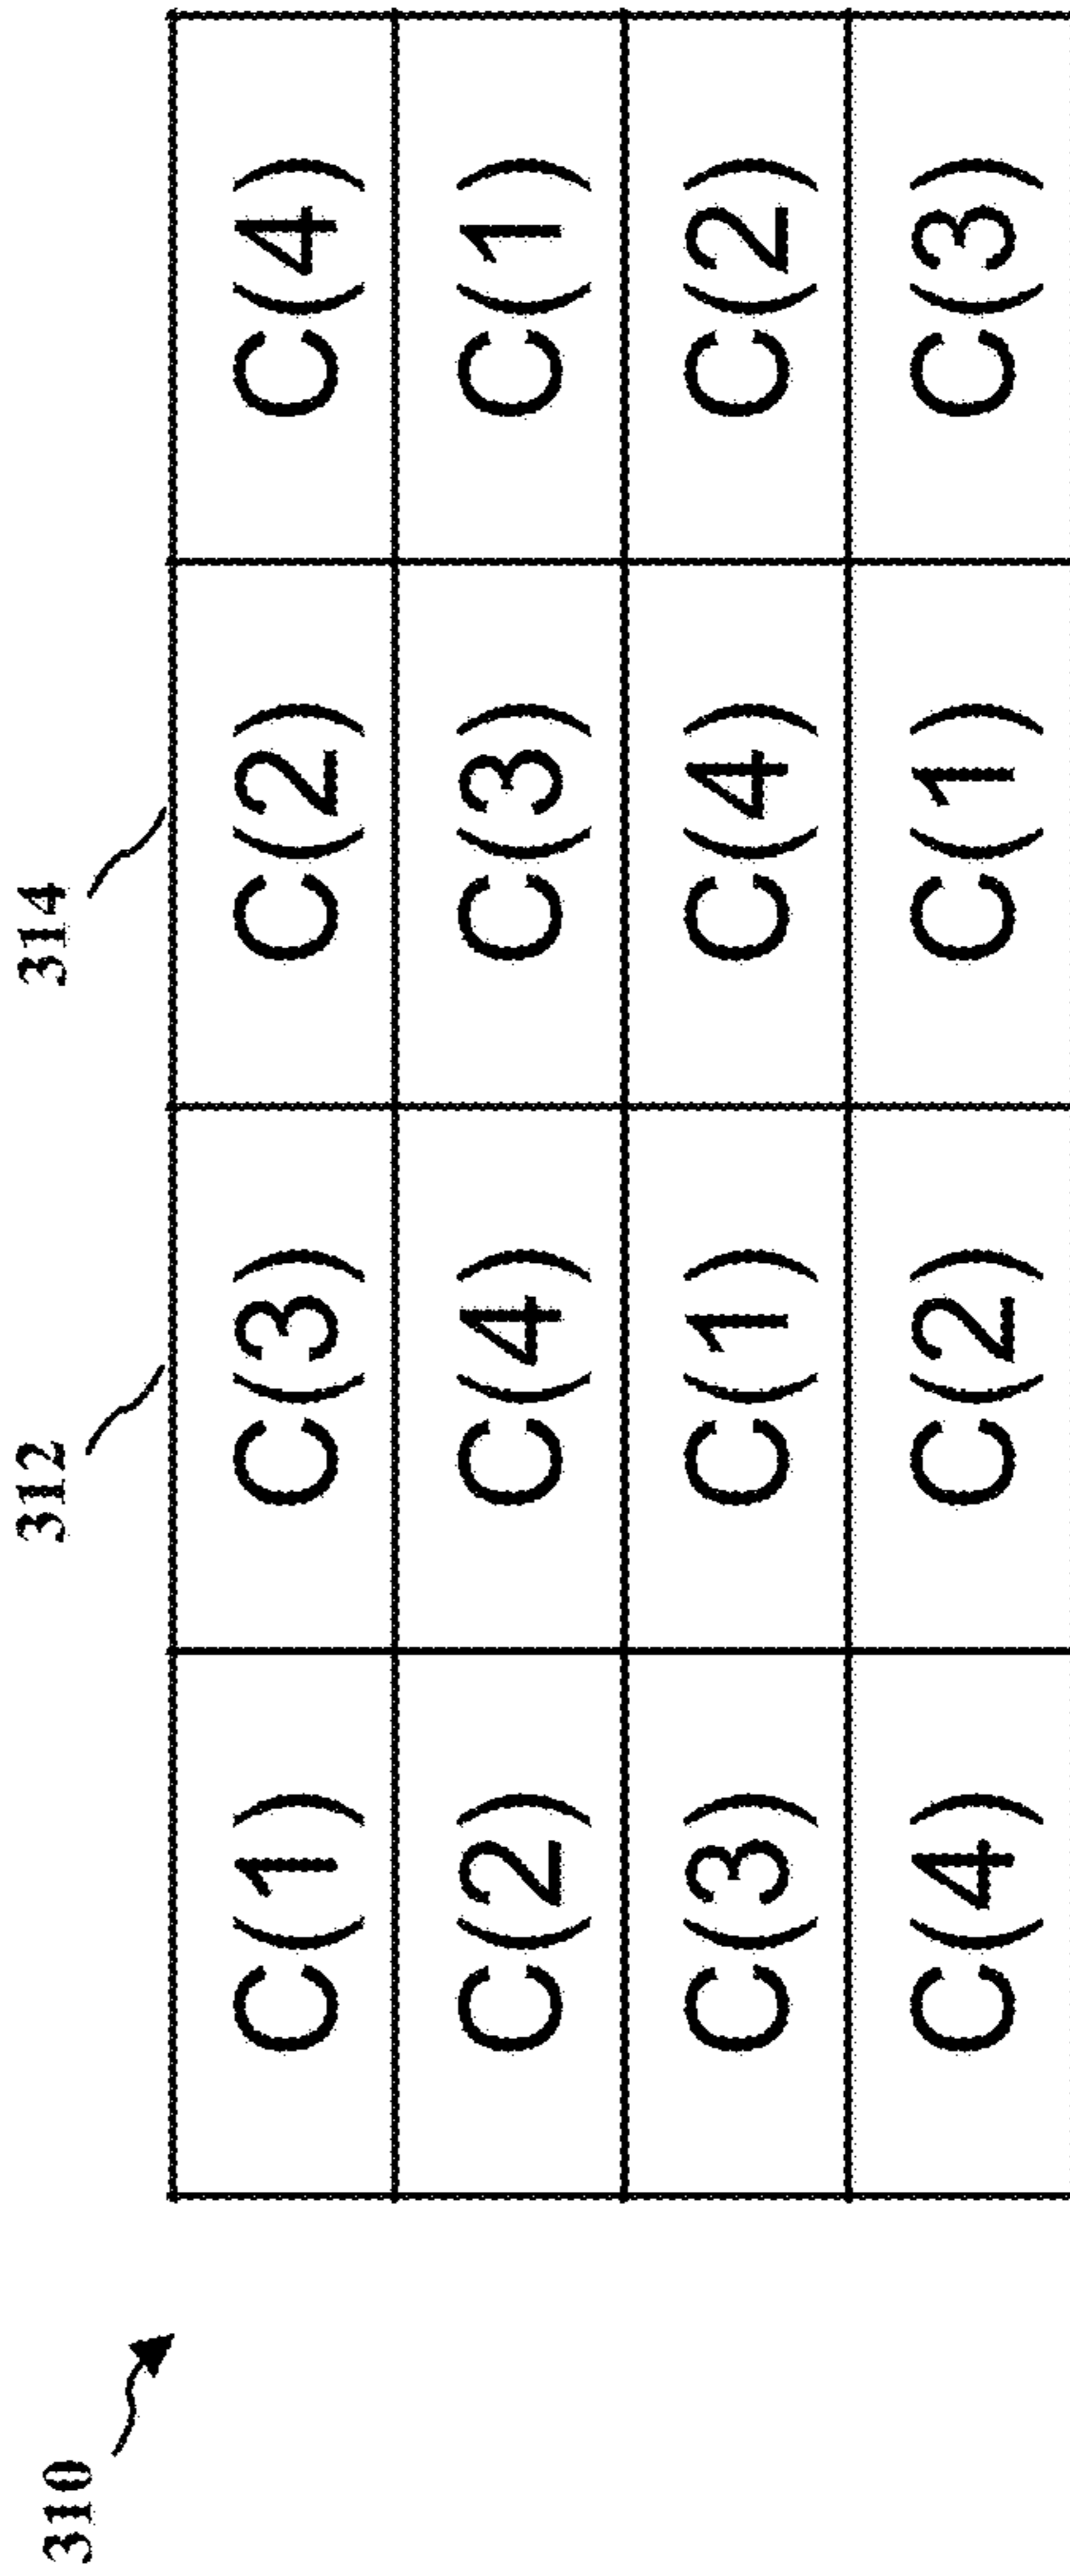 312 314
310
C(1) C(3) C(2) C(4)
C(2) C(4) C(3) C(1)
C(3) C(1) C(4) C(2)
C(4) C(2) C(1) C(3)